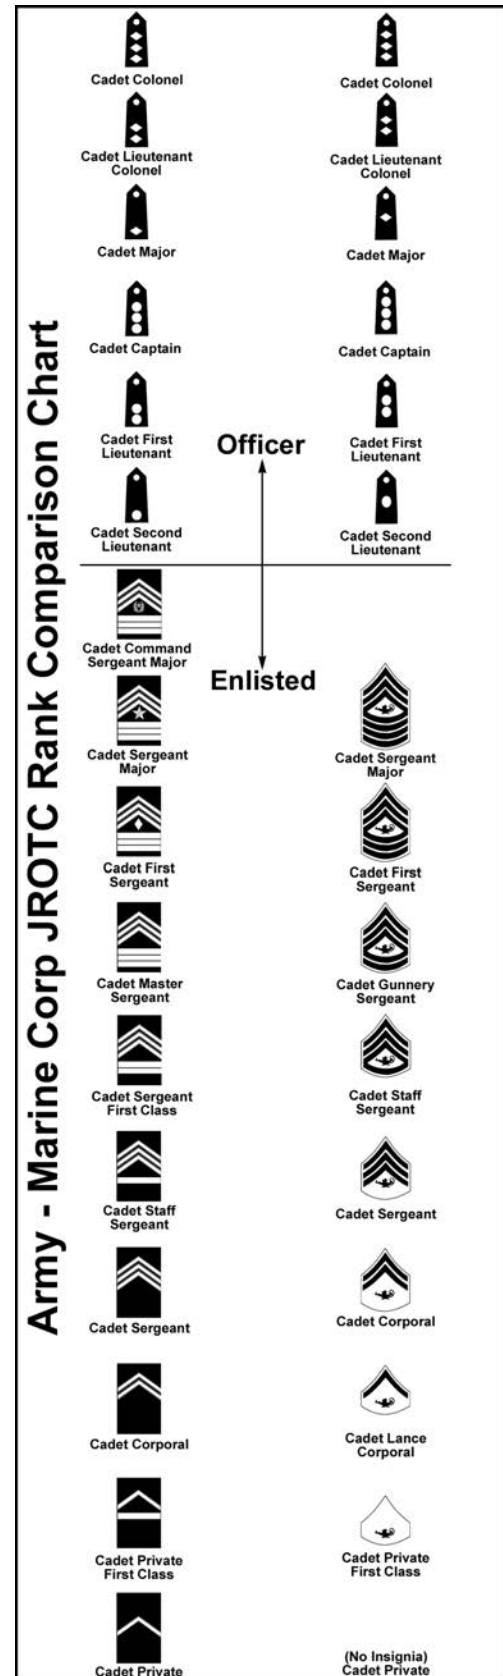 Army - Marine Corp JROTC Rank Comparison Chart
Cadet Colonel
Cadet Colonel
Cadet Lieutenant
Colonel
Cadet Lieutenant
Colonel
Cadet Major
Cadet Major
Cadet Captain
Cadet Captain
Cadet First
Lieutenant
Cadet First
Lieutenant
Officer
Cadet Second
Lieutenant
Cadet Second
Lieutenant
Cadet Command
Sergeant Major
Enlisted
Cadet Sergeant
Major
Cadet Sergeant
Major
Cadet First
Sergeant
Cadet First
Sergeant
Cadet Master
Sergeant
Cadet Gunnery
Sergeant
Cadet Sergeant
First Class
Cadet Staff
Sergeant
Cadet Staff
Sergeant
Cadet Sergeant
Cadet Sergeant
Cadet Corporal
Cadet Corporal
Cadet Lance
Corporal
Cadet Private
First Class
Cadet Private
First Class
Cadet Private
(No Insignia)
Cadet Private